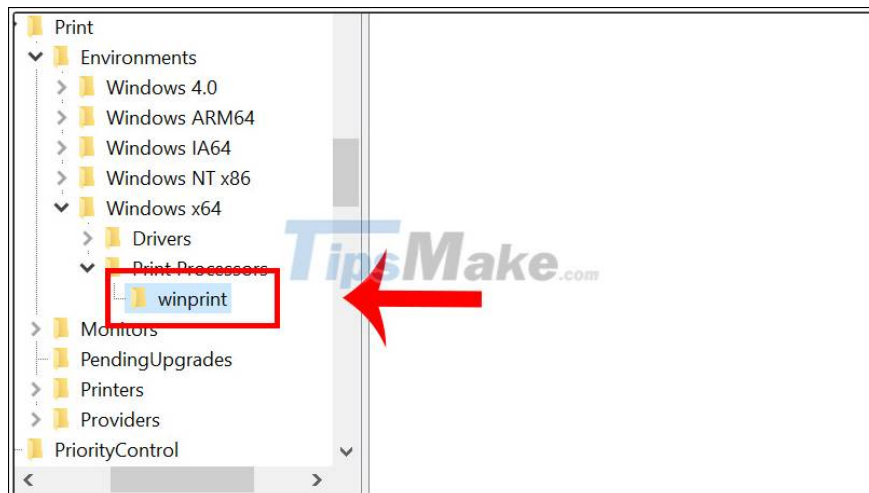 Print
Environments
Windows 4.0
Windows ARM64
Windows IA64
Windows NT x86
Windows x64
Drivers
Print Processors
winprint
Monitors
PendingUpgrades
Printers
Providers
PriorityControl
TipsMake.com